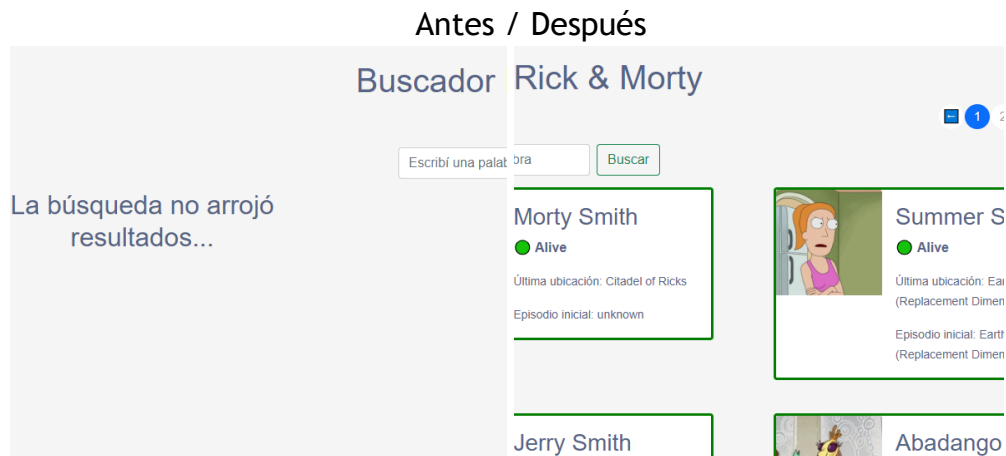 Antes / Después
Buscador Rick & Morty
1
Escribí una palabra
Buscar
La búsqueda no arrojó
resultados...
Morty Smith
Alive
Última ubicación: Citadel of Ricks
Episodio inicial: unknown
Summer S
Alive
Última ubicación: Ear
(Replacement Dimen
Episodio inicial: Earth
(Replacement Dimen
Jerry Smith
Abadango